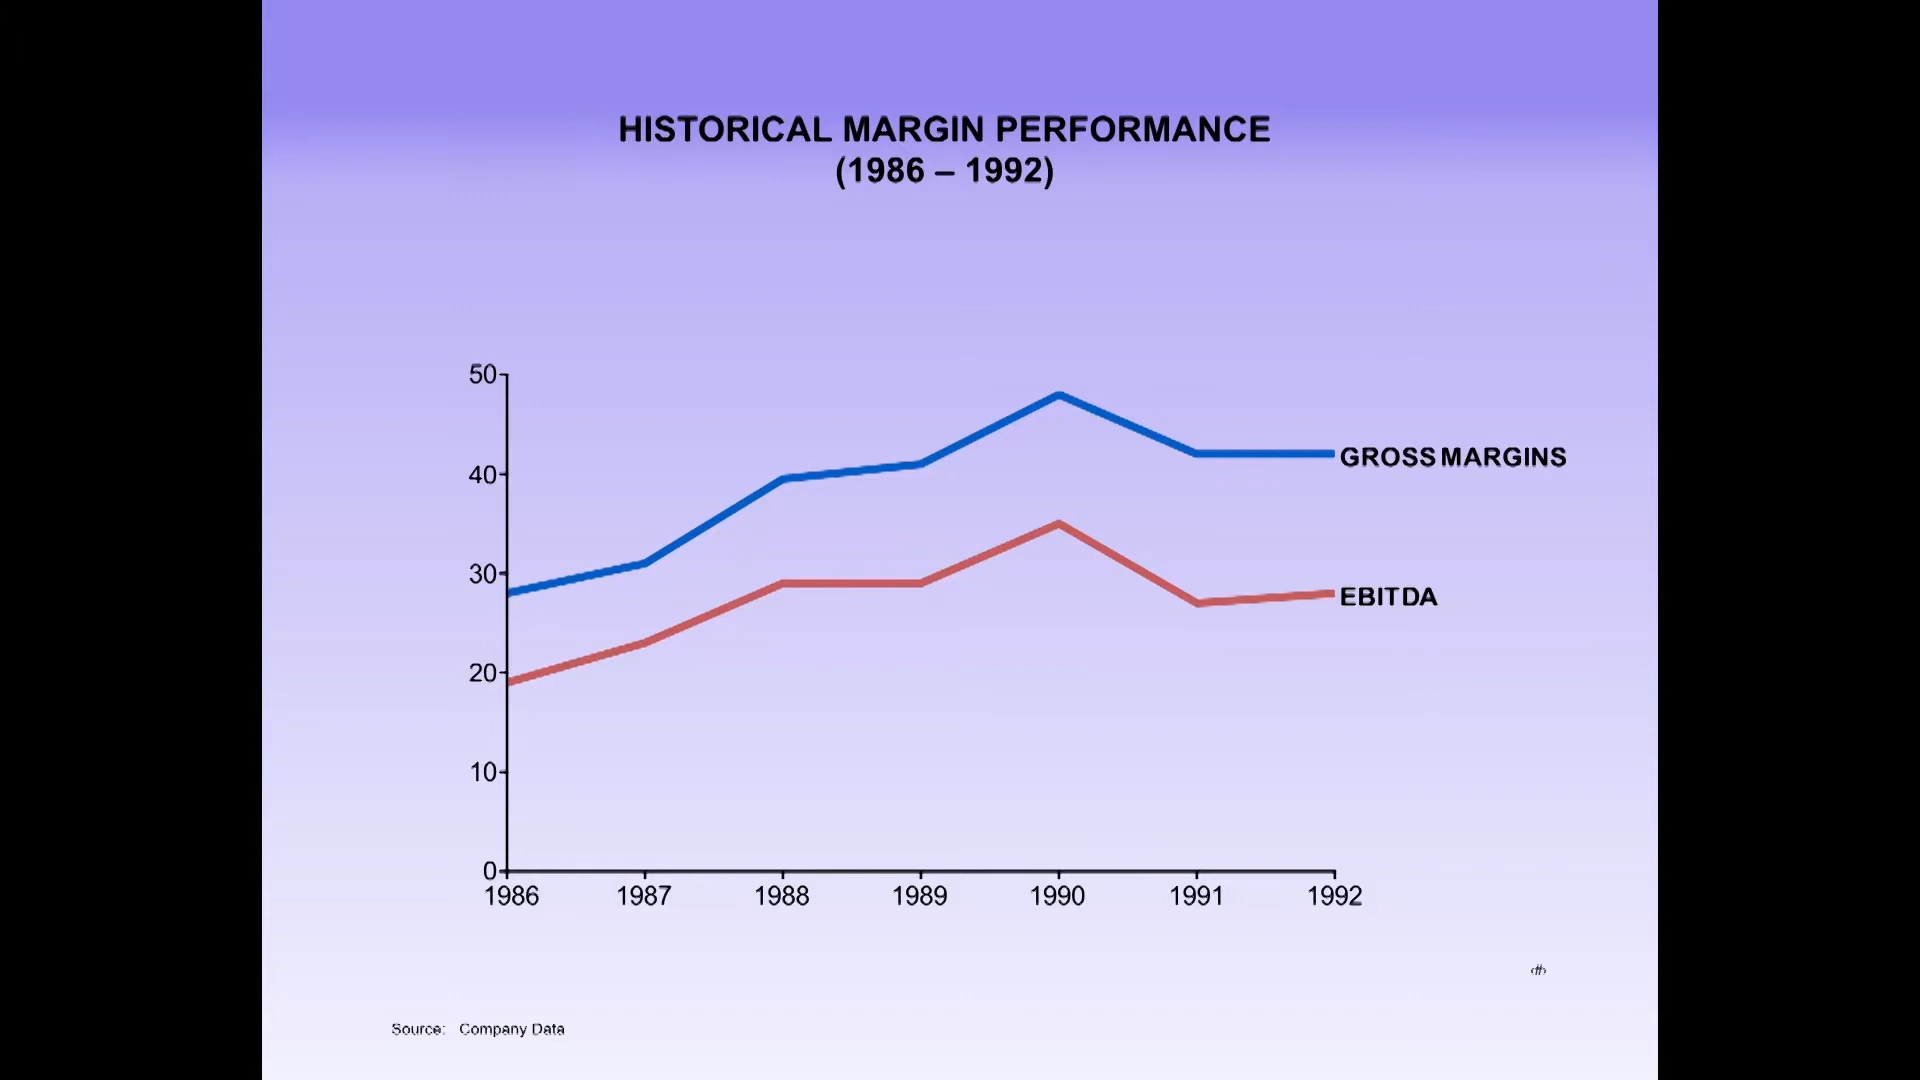 HISTORICAL MARGIN PERFORMANCE
(1986 – 1992)
50
40
30
20
10
0
GROSS MARGINS
EBITDA
1986 1987 1988 1989 1990 1991 1992
‹#›
Source: Company Data